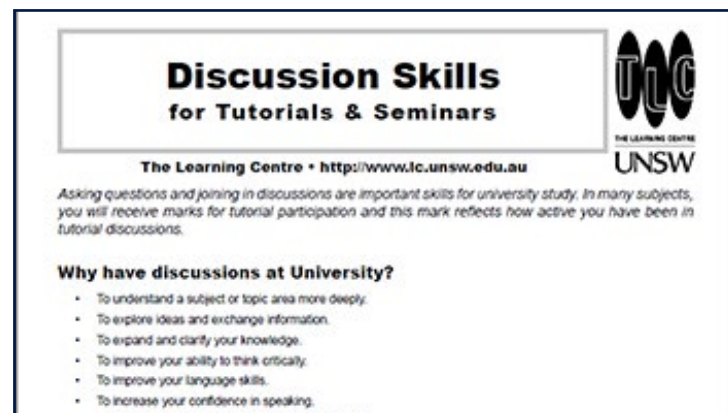 Discussion Skills
for Tutorials & Seminars
TLC
THE LEARNING CENTRE
UNSW
The Learning Centre • http://www.lc.unsw.edu.au
Asking questions and joining in discussions are important skills for university study. In many subjects,
you will receive marks for tutorial participation and this mark reflects how active you have been in
tutorial discussions.
Why have discussions at University?
• To understand a subject or topic area more deeply.
• To explore ideas and exchange information.
• To expand and clarify your knowledge.
• To improve your ability to think critically.
• To improve your language skills.
• To increase your confidence in speaking.